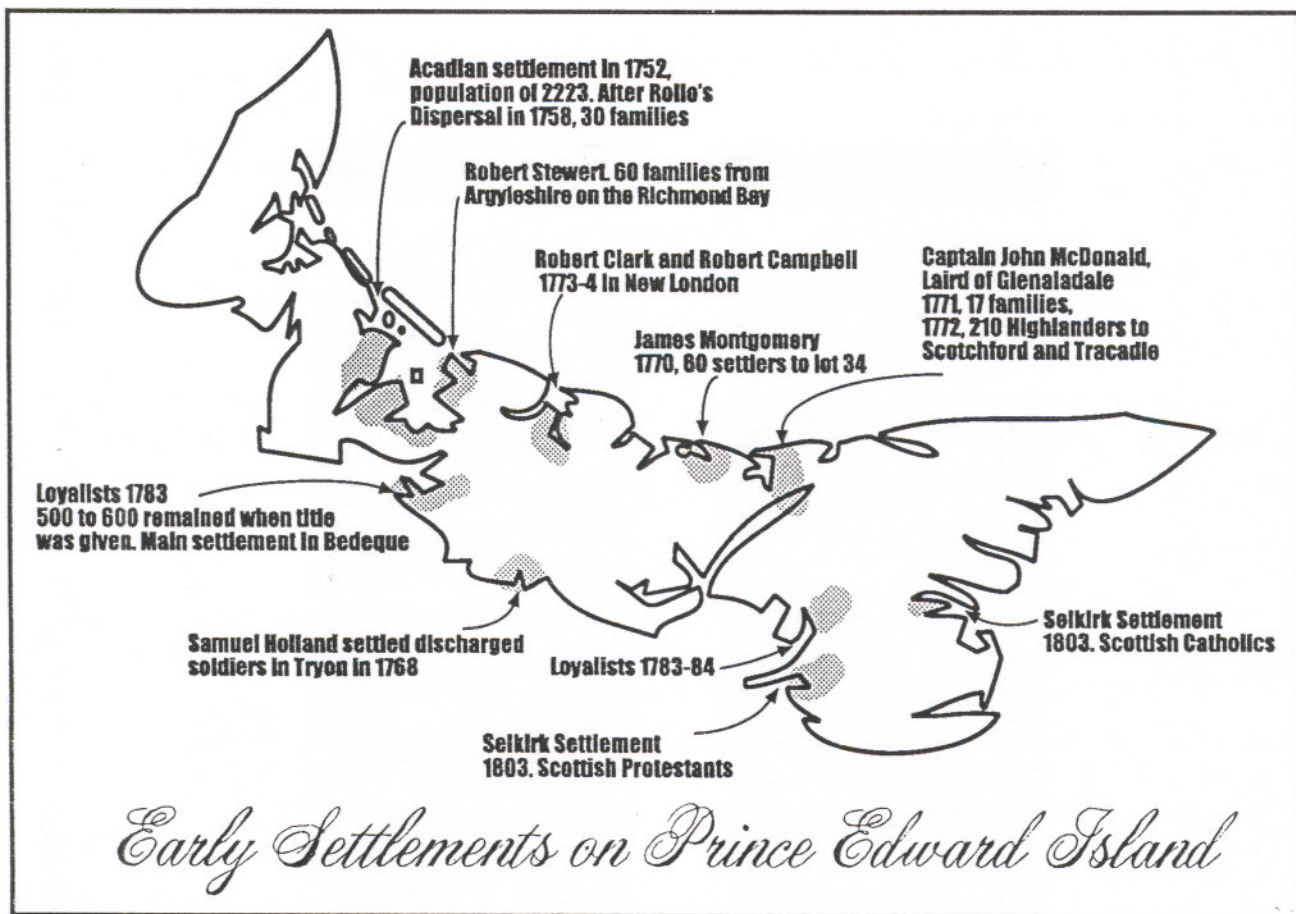 Acadian settlement in 1752,
population of 2223. After Rollo's
Dispersal in 1758, 30 families
Robert Stewert. 60 families from
Argyleshire on the Richmond Bay
Robert Clark and Robert Campbell
1773-4 in New London
Captain John McDonald,
Laird of Glenaladale
1771, 17 families,
1772, 210 Highlanders to
Scotchford and Tracadie
James Montgomery
1770, 60 settlers to lot 34
Loyalists 1783
500 to 600 remained when title
was given. Main settlement in Bedeque
Samuel Holland settled discharged
soldiers in Tryon in 1768
Loyalists 1783-84
Selkirk Settlement
1803. Scottish Catholics
Selkirk Settlement
1803. Scottish Protestants
Early Settlements on Prince Edward Island